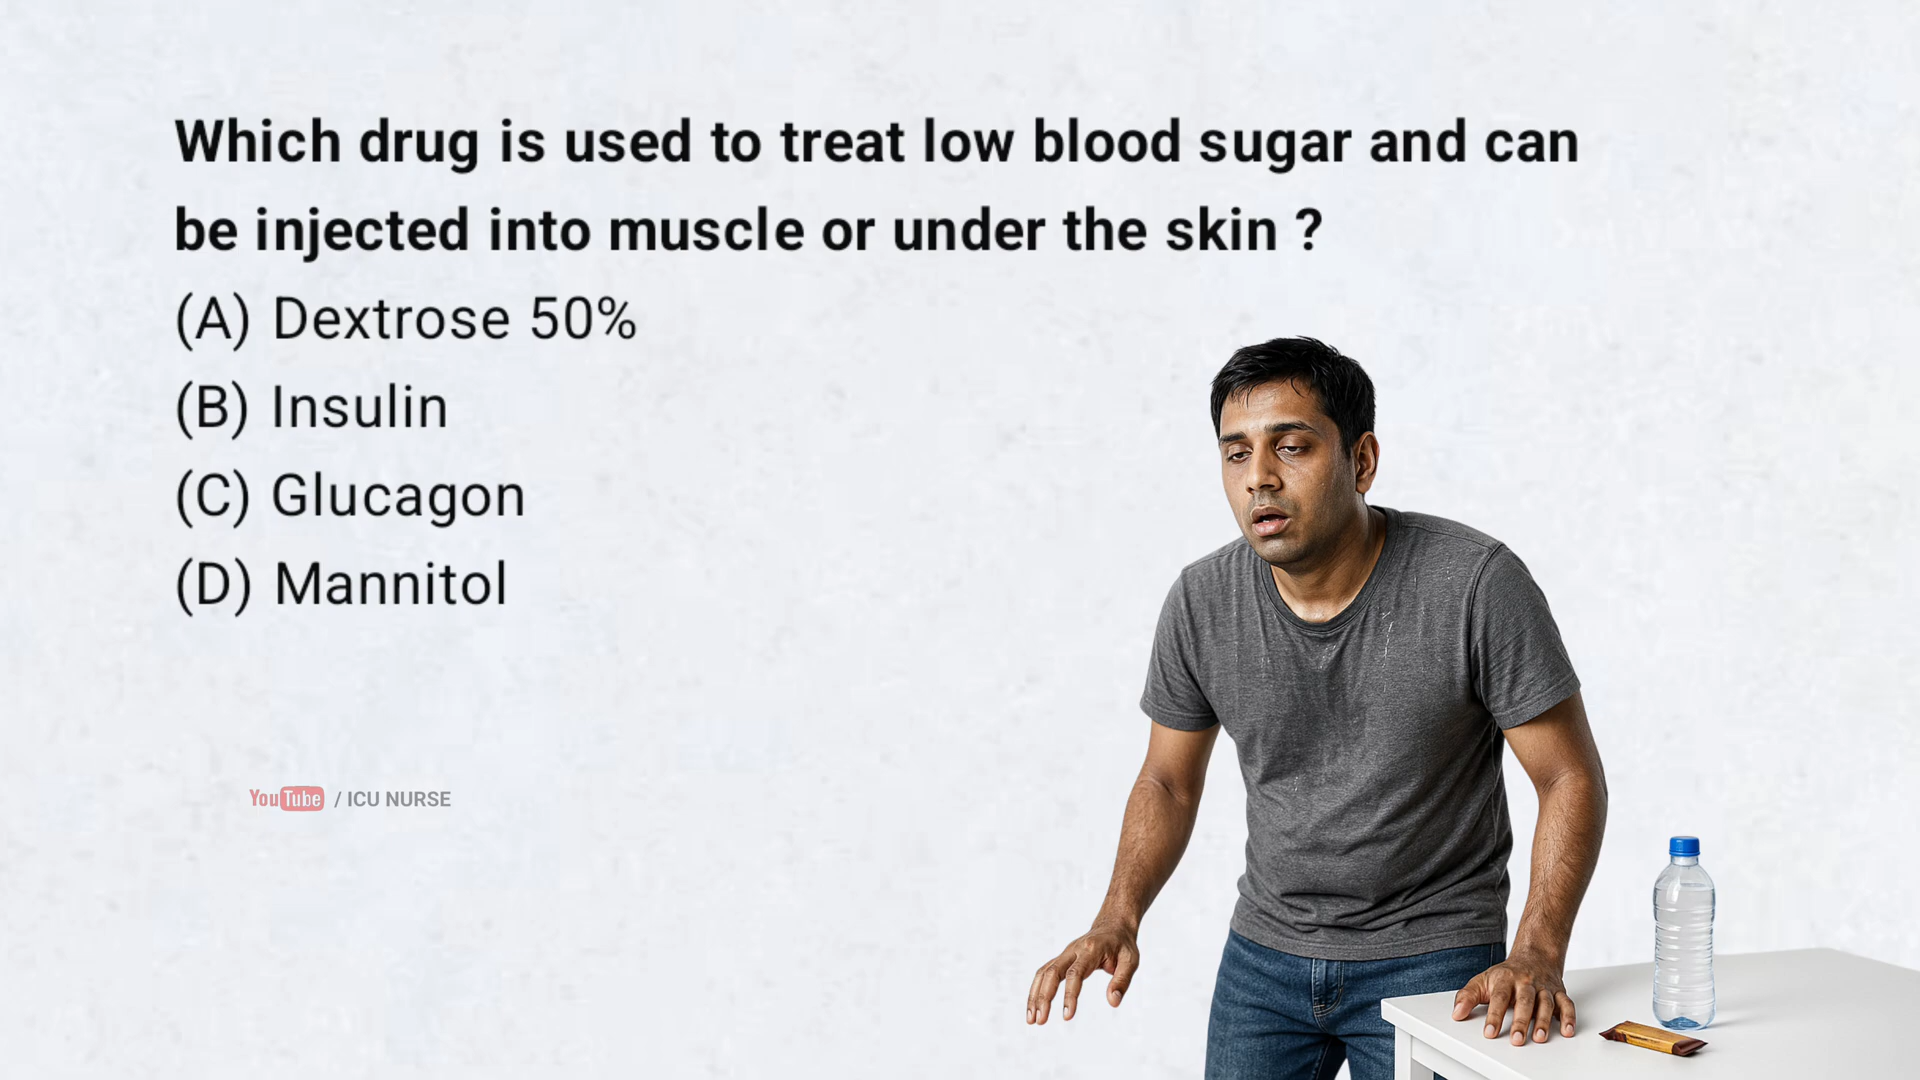 Which drug is used to treat low blood sugar and can
be injected into muscle or under the skin ?
(A) Dextrose 50%
(B) Insulin
(C) Glucagon
(D) Mannitol
YouTube / ICU NURSE